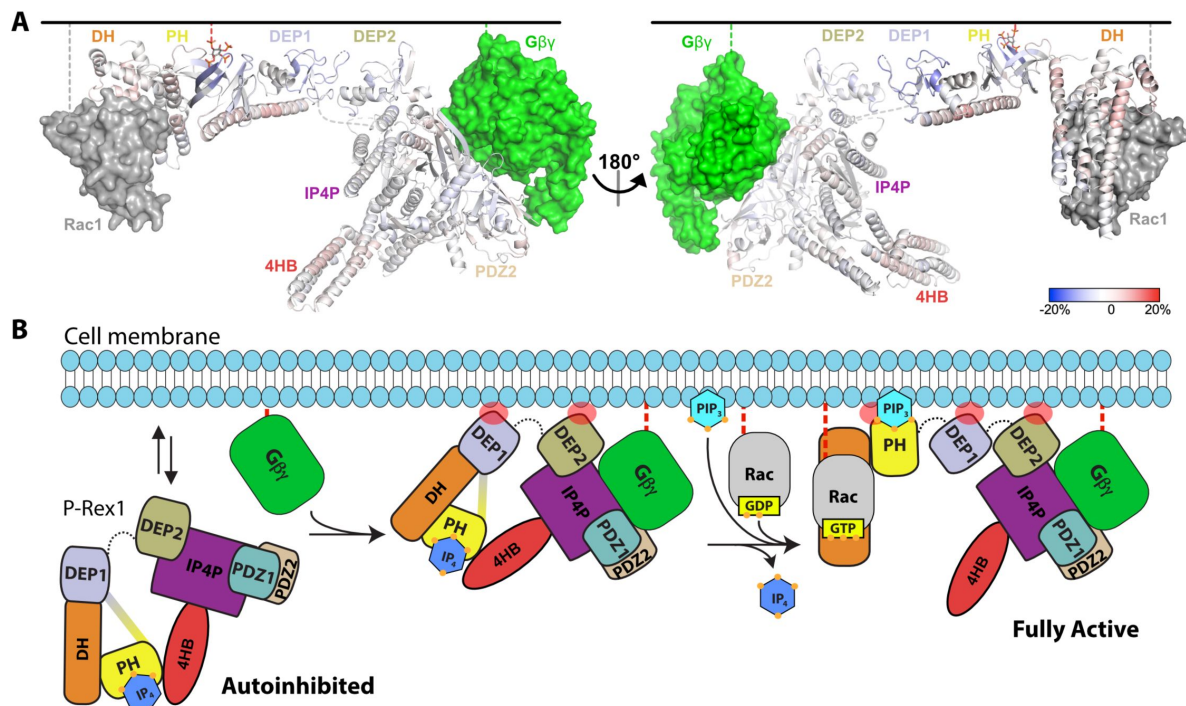 A
DH PH DEP1 DEP2 Gβγ
Rac1
IP4P
4HB
PDZ2
180°
Gβγ DEP2 DEP1 PH DH
IP4P
Rac1
PDZ2
4HB
-20% 0 20%
B
Cell membrane
P-Rex1
DEP2
DEP1
IP4P
PDZ1
PDZ2
DH
PH
IP4
4HB
Autoinhibited
Gβγ
DEP1
DEP2
DH
IP4P
Gβγ
PH
IP4
4HB
PDZ1
PDZ2
PIP3
Rac
GDP
IP4
Rac
GTP
PIP3
PH
DEP1
DEP2
IP4P
Gβγ
PDZ1
PDZ2
4HB
Fully Active